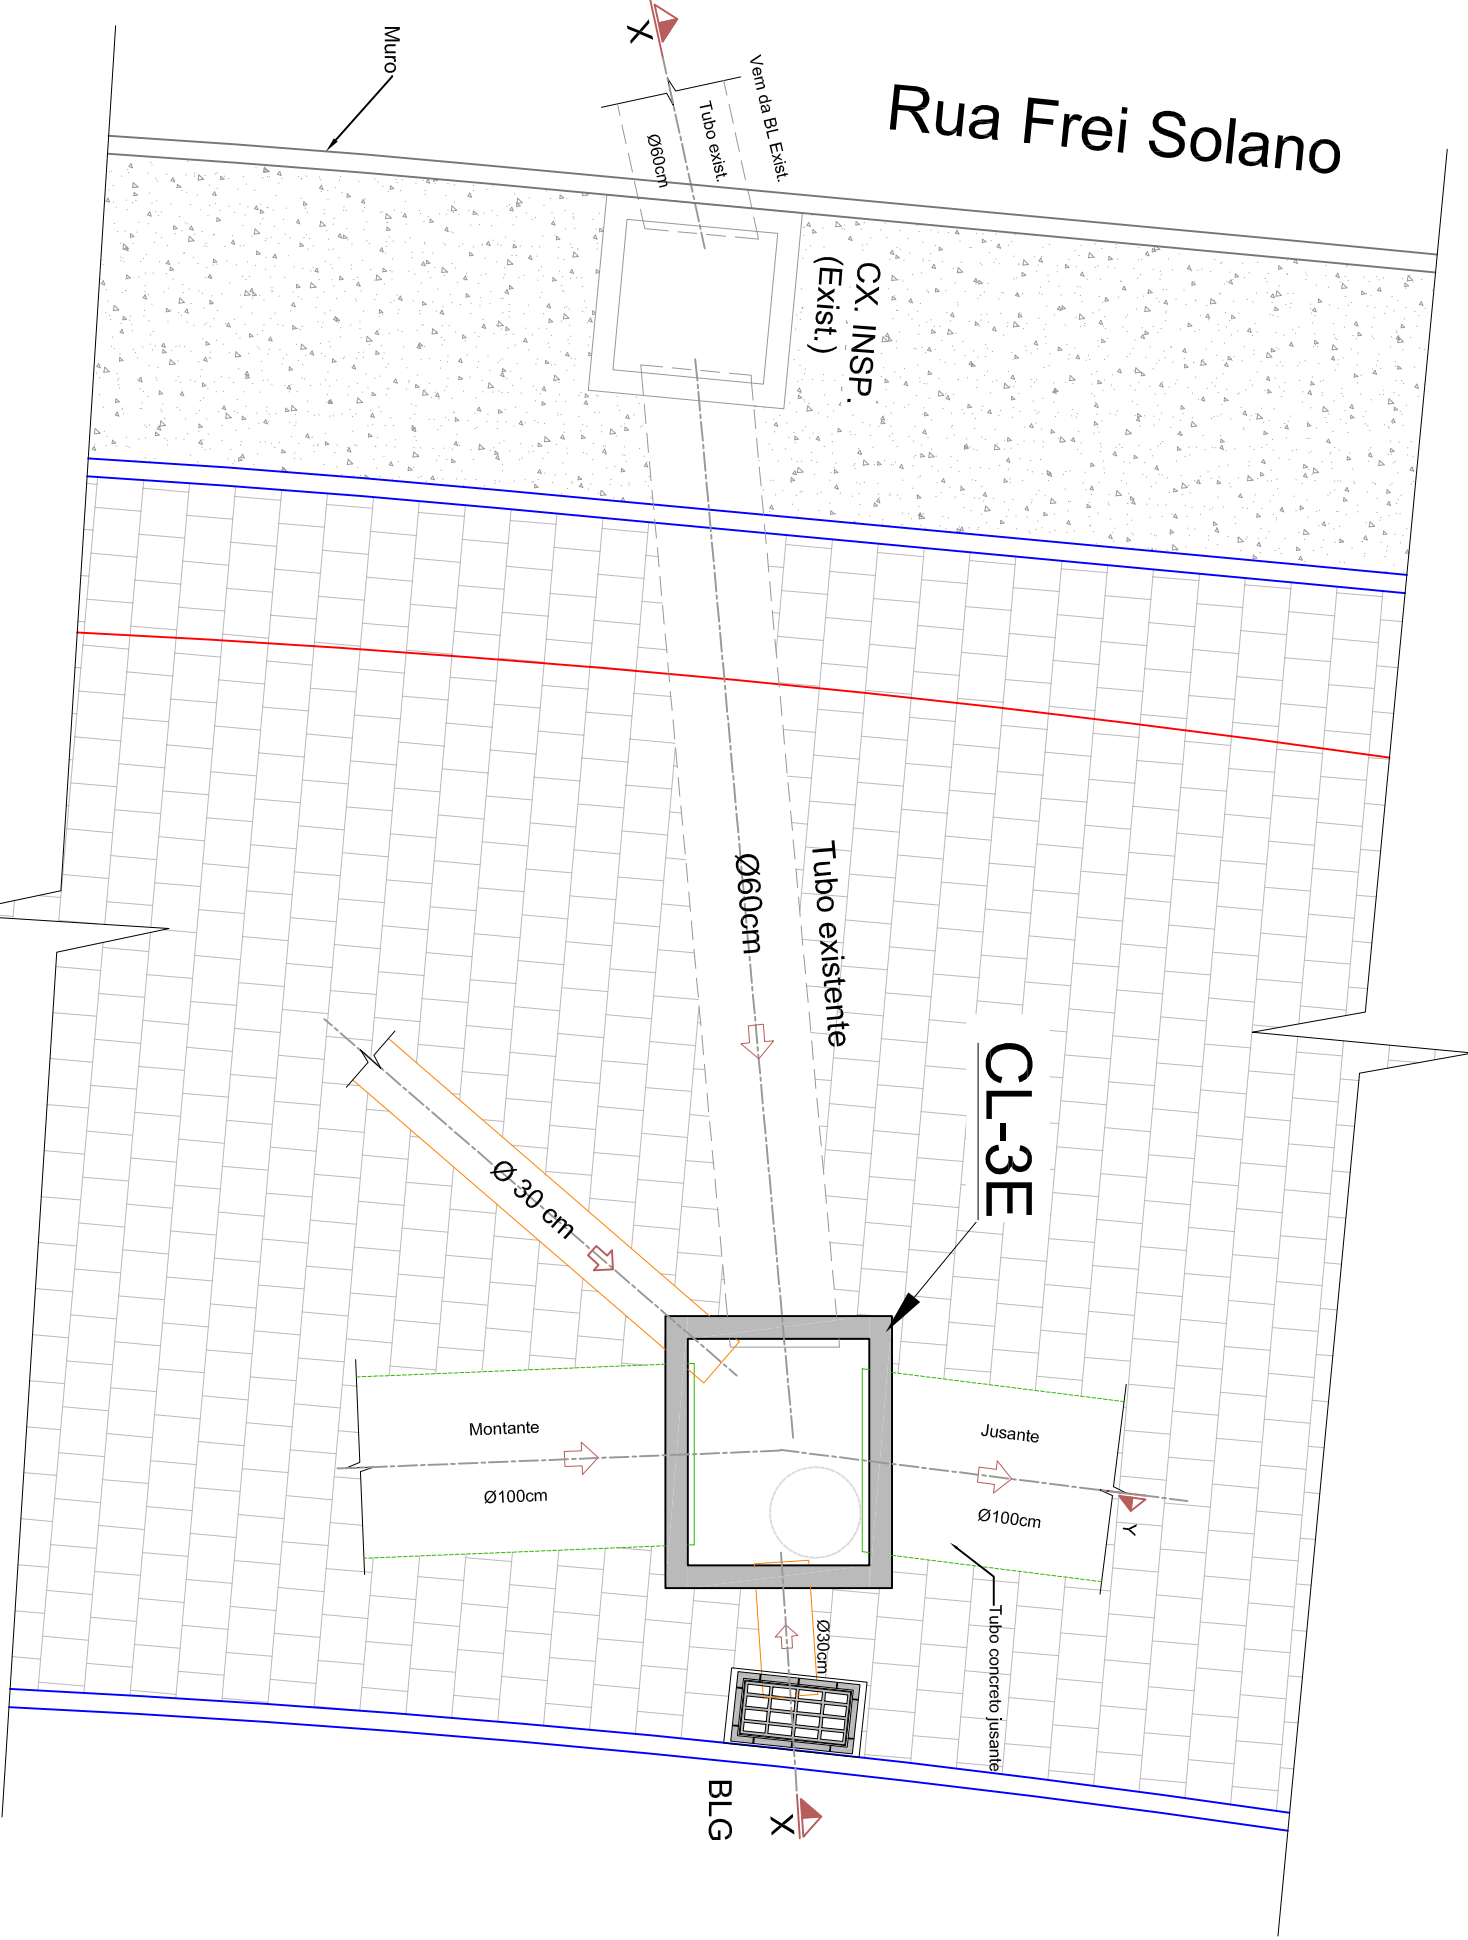 Rua Frei Solano
Muro
X
Vem da BL Exist.
Tubo exist.
Ø60cm
CX. INSP.
(Exist.)
Tubo existente
Ø60cm
CL-3E
Ø 30 cm
Montante
Ø100cm
Jusante
Ø100cm
Y
Tubo concreto jusante
Ø30cm
BLG
X